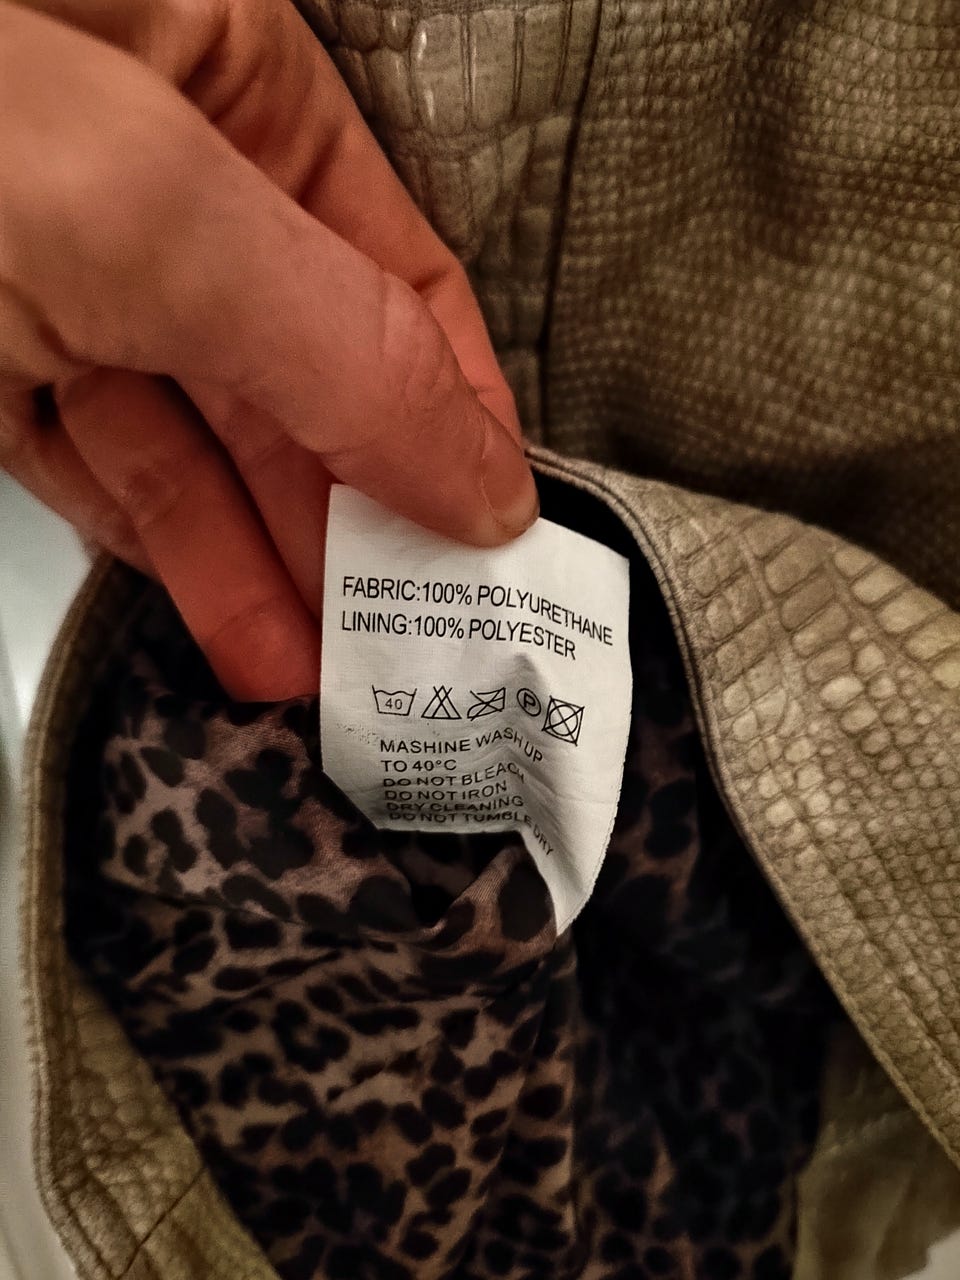 FABRIC:100% POLYURETHANE
LINING:100% POLYESTER
40 P
MASHINE WASH UP
TO 40°C
DO NOT BLEACH
DO NOT IRON
DRY CLEANING
DO NOT TUMBLE DRY